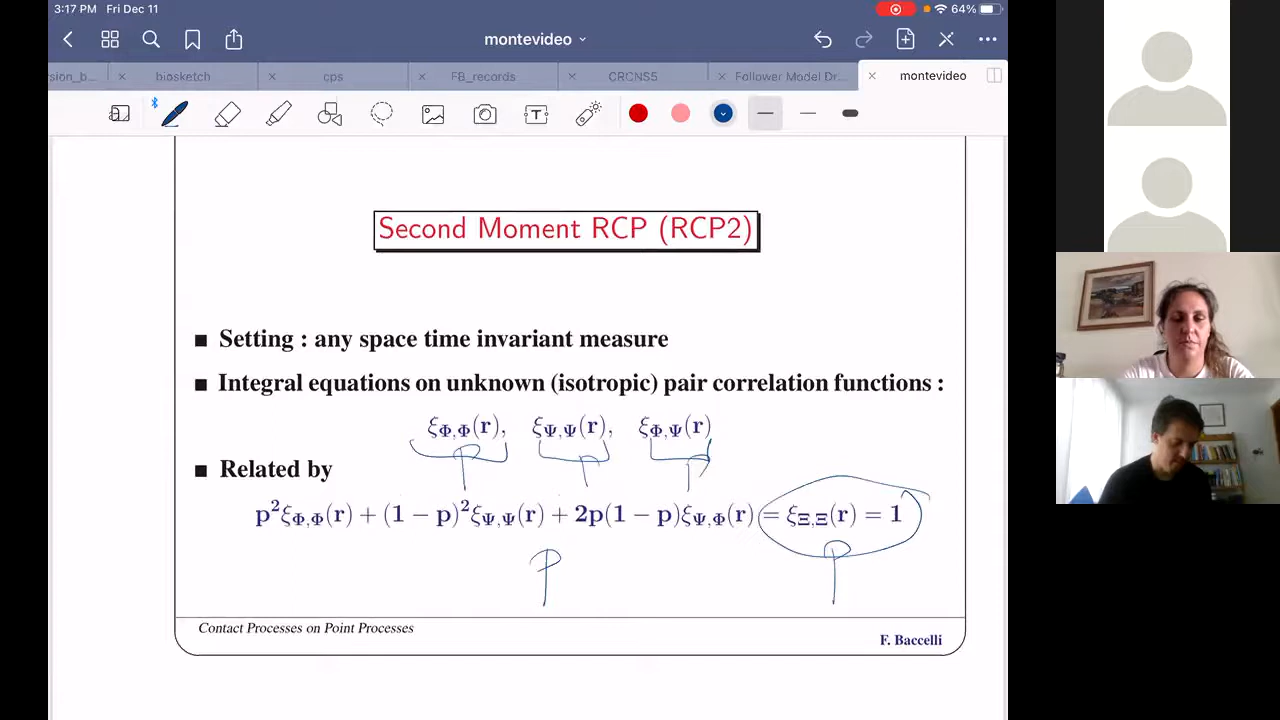 3:17 PM Fri Dec 11
64%
montevideo
sion_b...
biosketch
cps
FB_records
CRCNS5
Follower Model Dr...
montevideo
T
Second Moment RCP (RCP2)
■ Setting : any space time invariant measure
■ Integral equations on unknown (isotropic) pair correlation functions :
ξΦ,Φ(r), ξΨ,Ψ(r), ξΦ,Ψ(r)
■ Related by
p²ξΦ,Φ(r) + (1 − p)²ξΨ,Ψ(r) + 2p(1 − p)ξΨ,Φ(r) = ξΞ,Ξ(r) = 1
Contact Processes on Point Processes
F. Baccelli